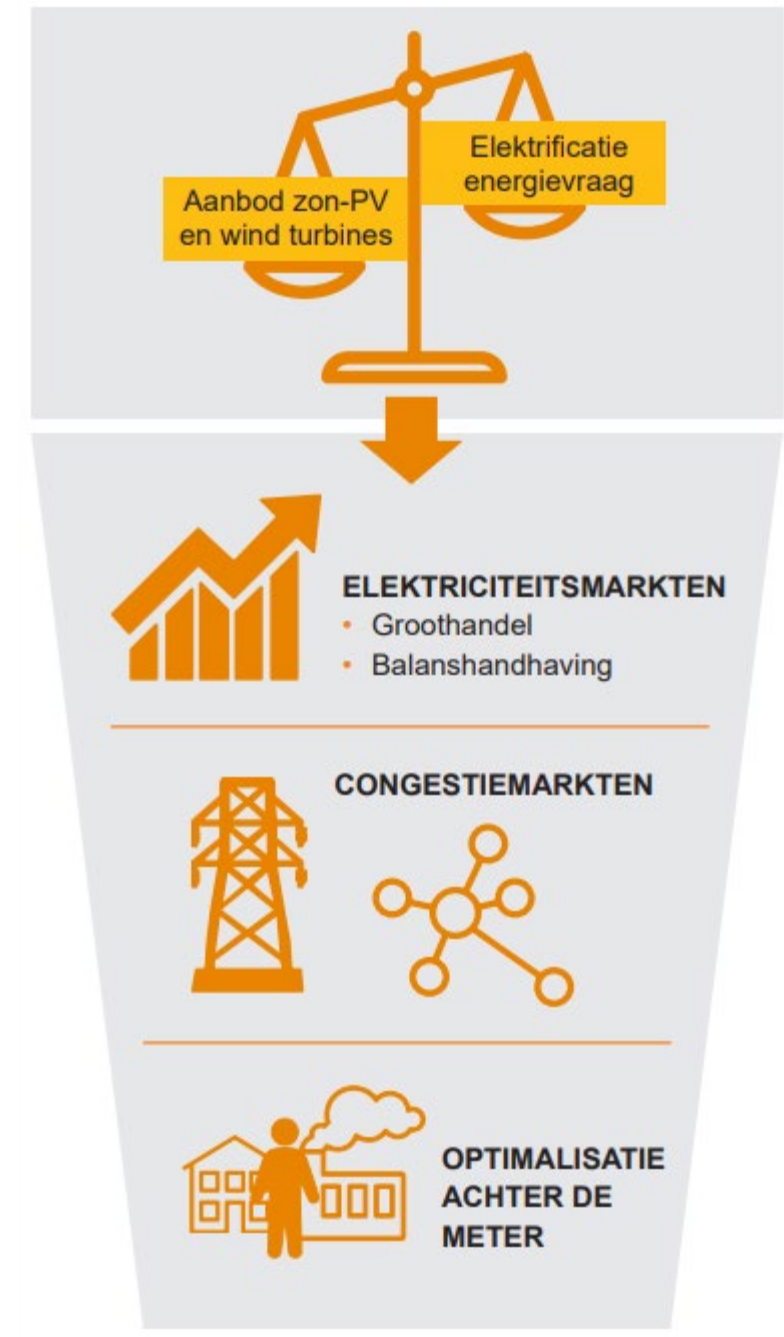 Elektrificatie
energievraag
Aanbod zon-PV
en wind turbines
ELEKTRICITEITSMARKTEN
• Groothandel
• Balanshandhaving
CONGESTIEMARKTEN
OPTIMALISATIE
ACHTER DE
METER